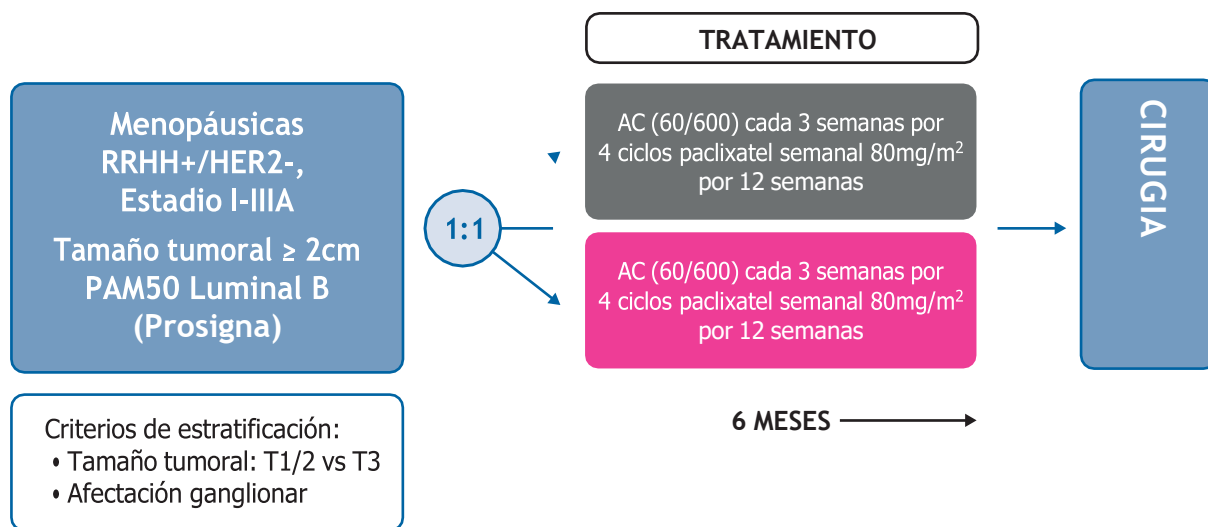 TRATAMIENTO
Menopáusicas
RRHH+/HER2-,
Estadio I-IIIA
Tamaño tumoral ≥ 2cm
PAM50 Luminal B
(Prosigna)
1:1
AC (60/600) cada 3 semanas por
4 ciclos paclixatel semanal 80mg/m²
por 12 semanas
AC (60/600) cada 3 semanas por
4 ciclos paclixatel semanal 80mg/m²
por 12 semanas
CIRUGIA
6 MESES
Criterios de estratificación:
• Tamaño tumoral: T1/2 vs T3
• Afectación ganglionar